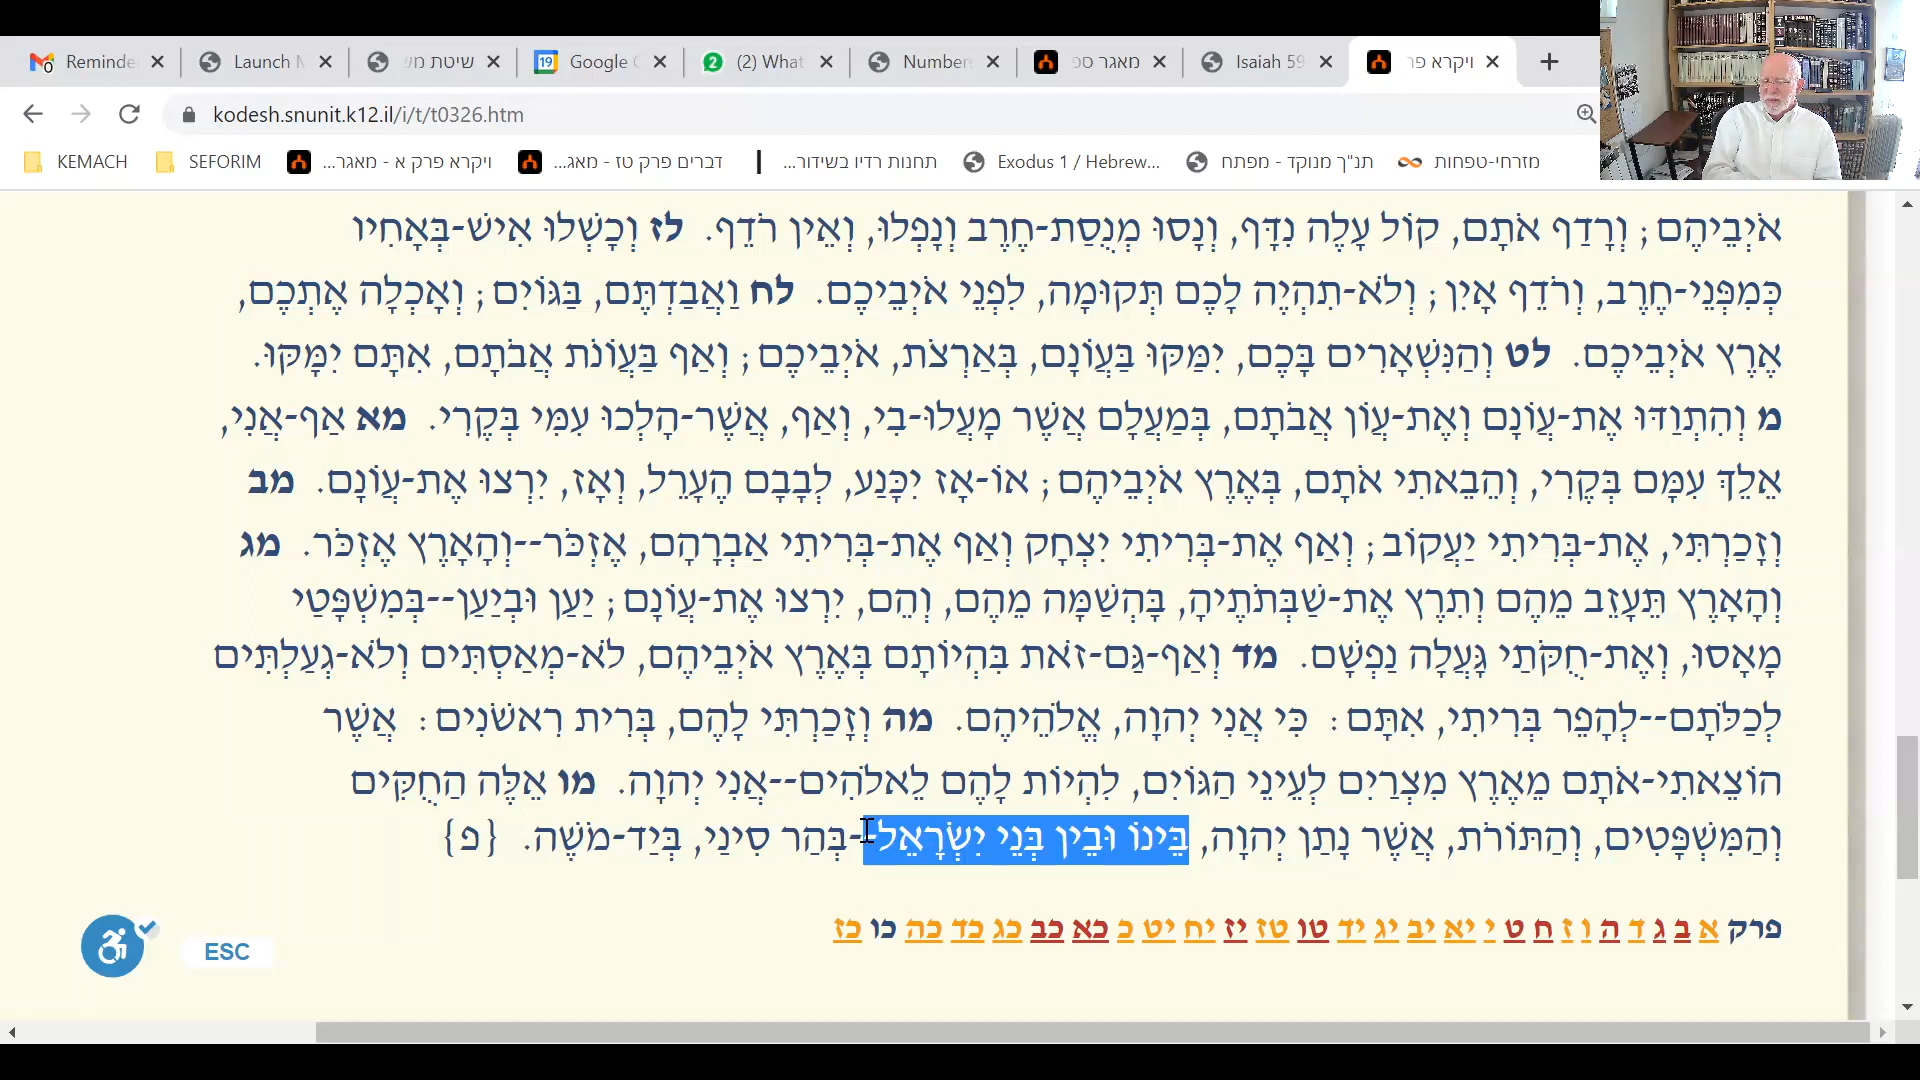 Reminde
Launch M
שיטת מש
19
Google C
2
(2) What
Number
מאגר ספ
Isaiah 59
ויקרא פר
kodesh.snunit.k12.il/i/t/t0326.htm
KEMACH
SEFORIM
ויקרא פרק א - מאגר...
דברים פרק טז - מאג...
תחנות רדיו בשידור...
Exodus 1 / Hebrew...
תנ"ך מנוקד - מפתח
מזרחי-טפחות
אֹיְבֵיהֶם; וְרָדַף אֹתָם, קוֹל עָלֶה נִדָּף, וְנָסוּ מְנֻסַת-חֶרֶב וְנָפְלוּ, וְאֵין רֹדֵף. לז וְכָשְׁלוּ אִישׁ-בְּאָחִיו
כְּמִפְּנֵי-חֶרֶב, וְרֹדֵף אָיִן; וְלֹא-תִהְיֶה לָכֶם תְּקוּמָה, לִפְנֵי אֹיְבֵיכֶם. לח וַאֲבַדְתֶּם, בַּגּוֹיִם; וְאָכְלָה אֶתְכֶם,
אֶרֶץ אֹיְבֵיכֶם. לט וְהַנִּשְׁאָרִים בָּכֶם, יִמַּקּוּ בַּעֲוֹנָם, בְּאַרְצֹת, אֹיְבֵיכֶם; וְאַף בַּעֲוֹנֹת אֲבֹתָם, אִתָּם יִמָּקּוּ.
מ וְהִתְוַדּוּ אֶת-עֲוֹנָם וְאֶת-עֲוֹן אֲבֹתָם, בְּמַעֲלָם אֲשֶׁר מָעֲלוּ-בִי, וְאַף, אֲשֶׁר-הָלְכוּ עִמִּי בְּקֶרִי. מא אַף-אֲנִי,
אֵלֵךְ עִמָּם בְּקֶרִי, וְהֵבֵאתִי אֹתָם, בְּאֶרֶץ אֹיְבֵיהֶם; אוֹ-אָז יִכָּנַע, לְבָבָם הֶעָרֵל, וְאָז, יִרְצוּ אֶת-עֲוֹנָם. מב
וְזָכַרְתִּי, אֶת-בְּרִיתִי יַעֲקוֹב; וְאַף אֶת-בְּרִיתִי יִצְחָק וְאַף אֶת-בְּרִיתִי אַבְרָהָם, אֶזְכֹּר--וְהָאָרֶץ אֶזְכֹּר. מג
וְהָאָרֶץ תֵּעָזֵב מֵהֶם וְתִרֶץ אֶת-שַׁבְּתֹתֶיהָ, בָּהְשַׁמָּה מֵהֶם, וְהֵם, יִרְצוּ אֶת-עֲוֹנָם; יַעַן וּבְיַעַן--בְּמִשְׁפָּטַי
מָאָסוּ, וְאֶת-חֻקֹּתַי גָּעֲלָה נַפְשָׁם. מד וְאַף-גַּם-זֹאת בִּהְיוֹתָם בְּאֶרֶץ אֹיְבֵיהֶם, לֹא-מְאַסְתִּים וְלֹא-גְעַלְתִּים
לְכַלֹּתָם--לְהָפֵר בְּרִיתִי, אִתָּם: כִּי אֲנִי יְהוָה, אֱלֹהֵיהֶם. מה וְזָכַרְתִּי לָהֶם, בְּרִית רִאשֹׁנִים: אֲשֶׁר
הוֹצֵאתִי-אֹתָם מֵאֶרֶץ מִצְרַיִם לְעֵינֵי הַגּוֹיִם, לִהְיוֹת לָהֶם לֵאלֹהִים--אֲנִי יְהוָה. מו אֵלֶּה הַחֻקִּים
וְהַמִּשְׁפָּטִים, וְהַתּוֹרֹת, אֲשֶׁר נָתַן יְהוָה, בֵּינוֹ וּבֵין בְּנֵי יִשְׂרָאֵל--בְּהַר סִינַי, בְּיַד-מֹשֶׁה. {פ}
פרק א ב ג ד ה ו ז ח ט י יא יב יג יד טו טז יז יח יט כ כא כב כג כד כה כו כז
ESC